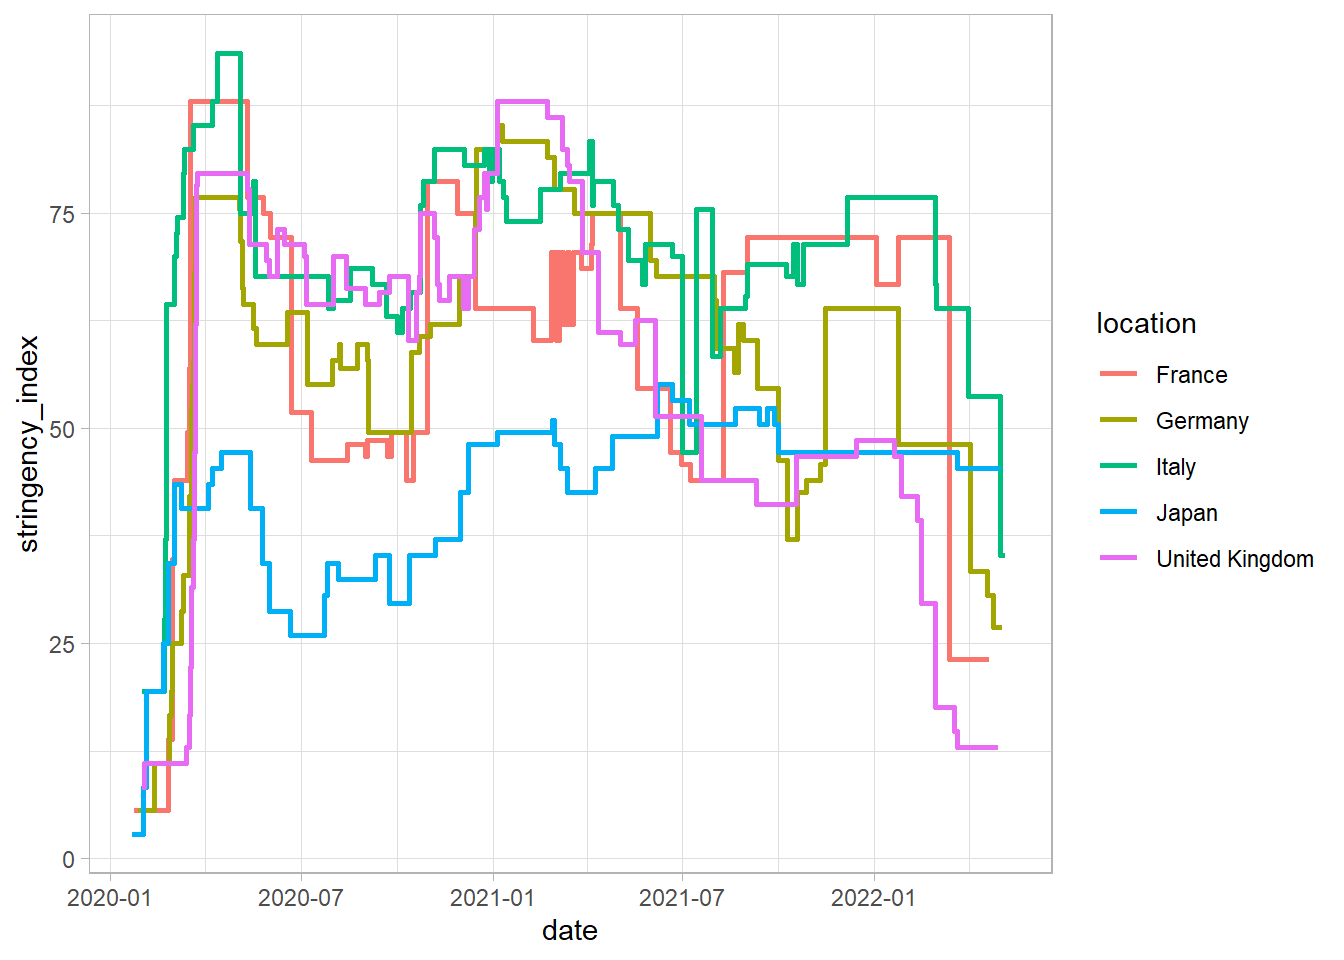 stringency_index
75
50
25
0
2020-01
2020-07
2021-01
2021-07
2022-01
date
location
France
Germany
Italy
Japan
United Kingdom